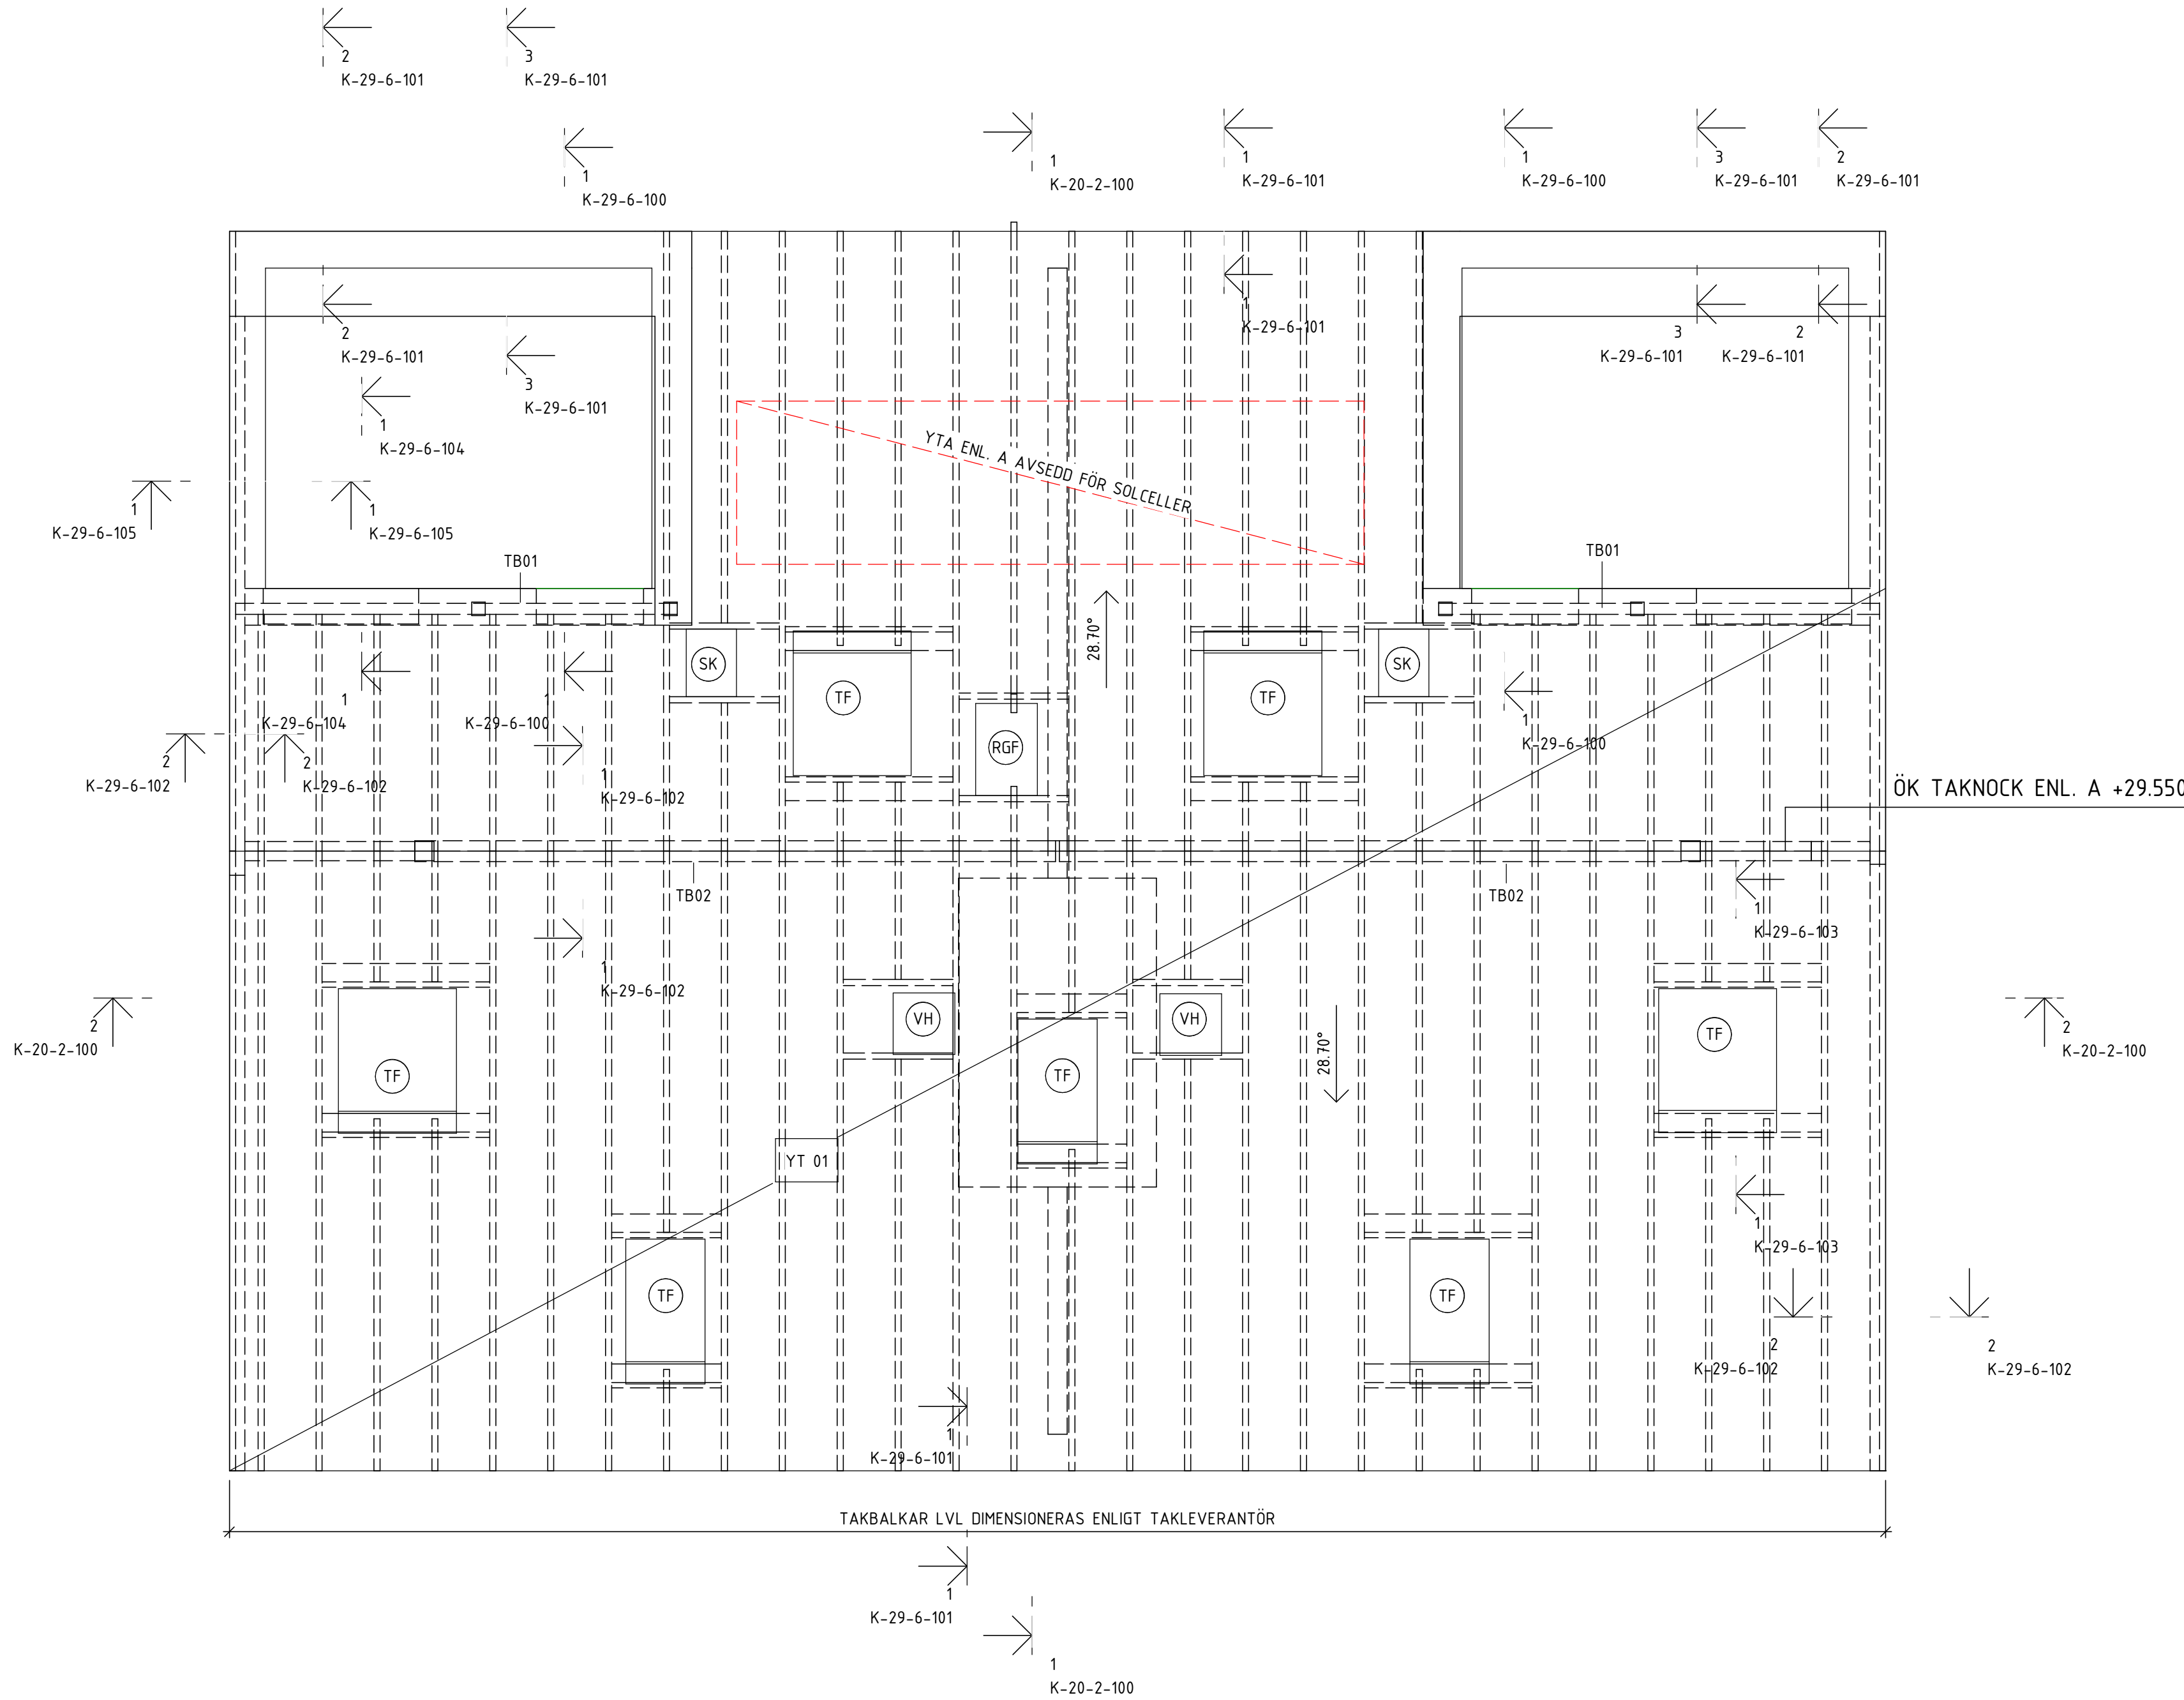 2
K-29-6-101
3
K-29-6-101
1
K-29-6-100
1
K-20-2-100
1
K-29-6-101
1
K-29-6-100
3
K-29-6-101
2
K-29-6-101
2
K-29-6-101
3
K-29-6-101
1
K-29-6-104
1
K-29-6-101
3
K-29-6-101
2
K-29-6-101
YTA ENL. A AVSEDD FÖR SOLCELLER
1
K-29-6-105
1
K-29-6-105
TB01
TB01
28.70°
SK
TF
TF
SK
RGF
1
K-29-6-104
1
K-29-6-100
1
K-29-6-100
2
K-29-6-102
2
K-29-6-102
1
K-29-6-102
ÖK TAKNOCK ENL. A +29.550
TB02
TB02
1
K-29-6-103
1
K-29-6-102
2
K-20-2-100
VH
VH
TF
TF
TF
28.70°
2
K-20-2-100
YT 01
1
K-29-6-103
TF
TF
2
K-29-6-102
2
K-29-6-102
1
K-29-6-101
TAKBALKAR LVL DIMENSIONERAS ENLIGT TAKLEVERANTÖR
1
K-29-6-101
1
K-20-2-100